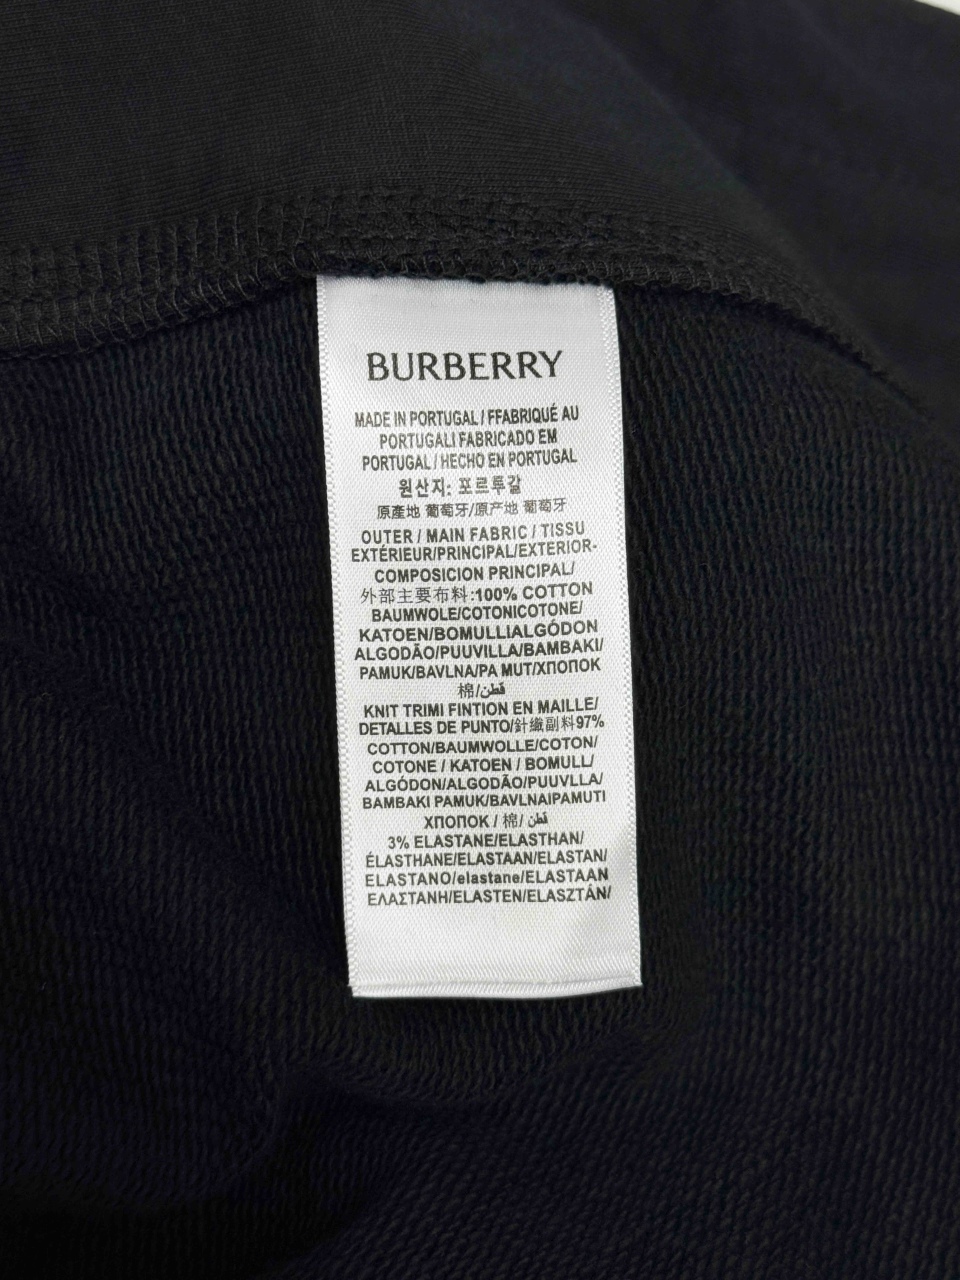 BURBERRY
MADE IN PORTUGAL / FFABRIQUÉ AU
PORTUGALI FABRICADO EM
PORTUGAL / HECHO EN PORTUGAL
원산지: 포르투갈
原產地 葡萄牙/原产地 葡萄牙
OUTER / MAIN FABRIC / TISSU
EXTÉRIEUR/PRINCIPAL/EXTERIOR-
COMPOSICION PRINCIPAL/
外部主要布料:100% COTTON
BAUMWOLE/COTONICOTONE/
KATOEN/BOMULLIALGÓDON
ALGODÃO/PUUVILLA/BAMBAKI/
PAMUK/BAVLNA/PA MUT/ХПОПОК
棉/قطن
KNIT TRIMI FINTION EN MAILLE/
DETALLES DE PUNTO/針織副料97%
COTTON/BAUMWOLLE/COTON/
COTONE / KATOEN / BOMULL/
ALGÓDON/ALGODÃO/PUUVLLA/
BAMBAKI PAMUK/BAVLNAIPAMUTI
ХПОПОК / 棉/ قطن
3% ELASTANE/ELASTHAN/
ÉLASTHANE/ELASTAAN/ELASTAN/
ELASTANO/elastane/ELASTAAN
ΕΛΑΣΤΑΝΗ/ELASTEN/ELASZTÁN/